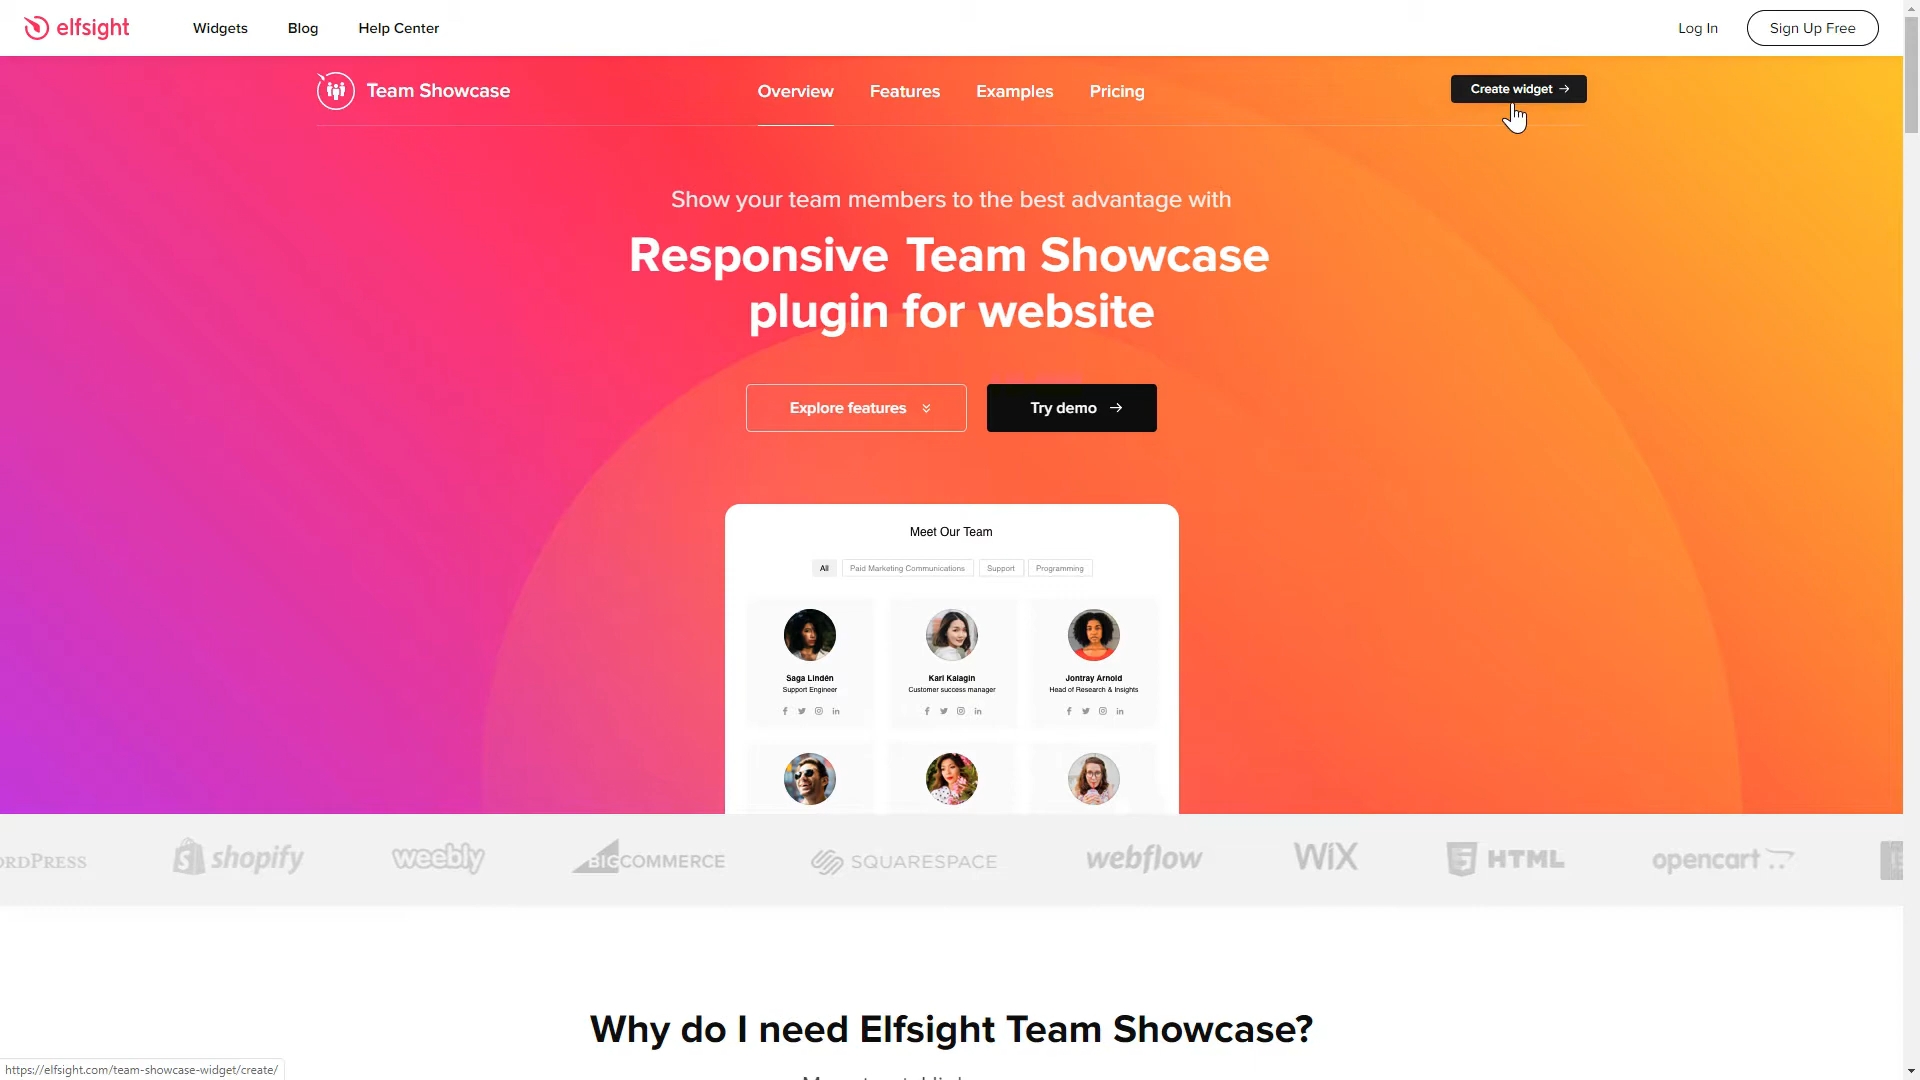 elfsight
Widgets
Blog
Help Center
Log In
Sign Up Free
Team Showcase
Overview
Features
Examples
Pricing
Create widget
Show your team members to the best advantage with
Responsive Team Showcase
plugin for website
Explore features
Try demo
Meet Our Team
All
Paid Marketing Communications
Support
Programming
Saga Lindén
Support Engineer
Karl Kalagin
Customer success manager
Jontray Arnold
Head of Research & Insights
ORDPRESS
shopify
weebly
BIGCOMMERCE
SQUARESPACE
webflow
WiX
HTML
opencart
Why do I need Elfsight Team Showcase?
https://elfsight.com/team-showcase-widget/create/